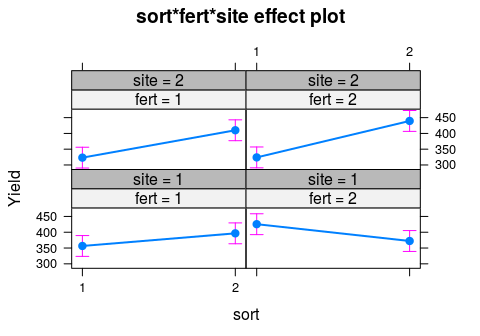 sort*fert*site effect plot
1 2
site = 2 site = 2
fert = 1 fert = 2
450
400
350
300
site = 1 site = 1
fert = 1 fert = 2
450
400
350
300
1 2
Yield
sort